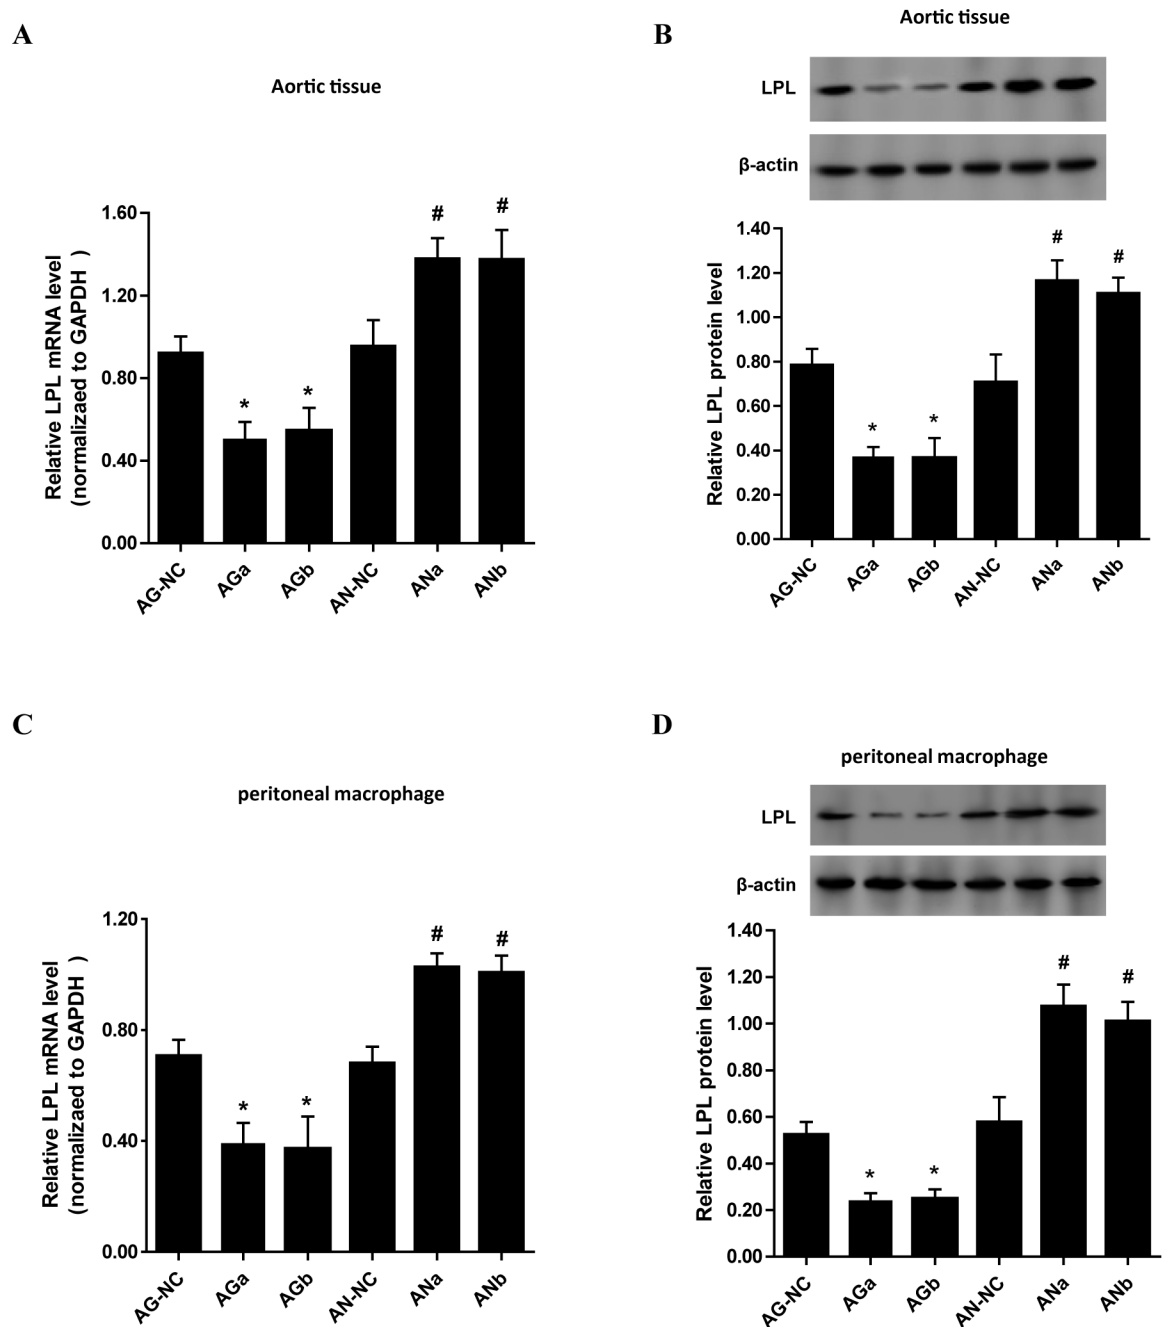 A
Aortic tissue
Relative LPL mRNA level
(normalizaed to GAPDH )
1.60
1.20
0.80
0.40
0.00
*
*
#
#
AG-NC
AGa
AGb
AN-NC
ANa
ANb
B
Aortic tissue
LPL
β-actin
Relative LPL protein level
1.40
1.20
1.00
0.80
0.60
0.40
0.20
0.00
*
*
#
#
AG-NC
AGa
AGb
AN-NC
ANa
ANb
C
peritoneal macrophage
Relative LPL mRNA level
(normalizaed to GAPDH )
1.20
0.80
0.40
0.00
*
*
#
#
AG-NC
AGa
AGb
AN-NC
ANa
ANb
D
peritoneal macrophage
LPL
β-actin
Relative LPL protein level
1.40
1.20
1.00
0.80
0.60
0.40
0.20
0.00
*
*
#
#
AG-NC
AGa
AGb
AN-NC
ANa
ANb